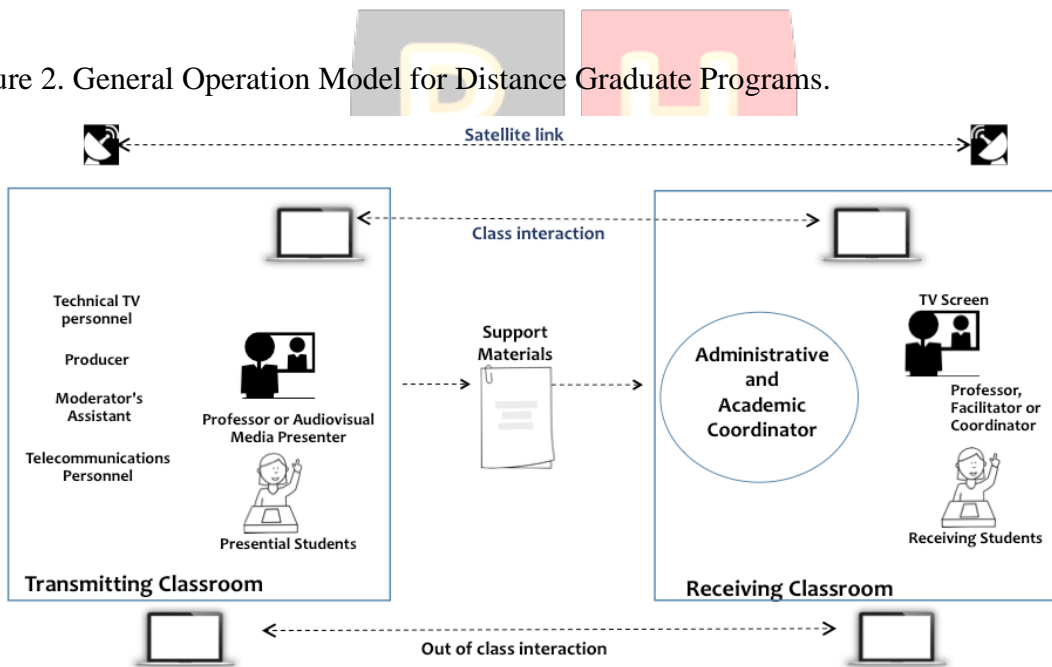 ure 2. General Operation Model for Distance Graduate Programs.
Satellite link
Class interaction
Technical TV
personnel
Producer
Moderator's
Assistant
Telecommunications
Personnel
Professor or Audiovisual
Media Presenter
Presential Students
Transmitting Classroom
Support
Materials
Administrative
and
Academic
Coordinator
TV Screen
Professor,
Facilitator or
Coordinator
Receiving Students
Receiving Classroom
Out of class interaction